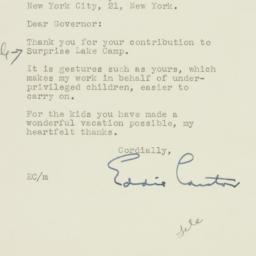 New York City, 21, New York.
Dear Governor:
Thank you for your contribution to
Surprise Lake Camp.
It is gestures such as yours, which
makes my work in behalf of under-
privileged children, easier to
carry on.
For the kids you have made a
wonderful vacation possible, my
heartfelt thanks.
Cordially,
Eddie Cantor
EC/m
file